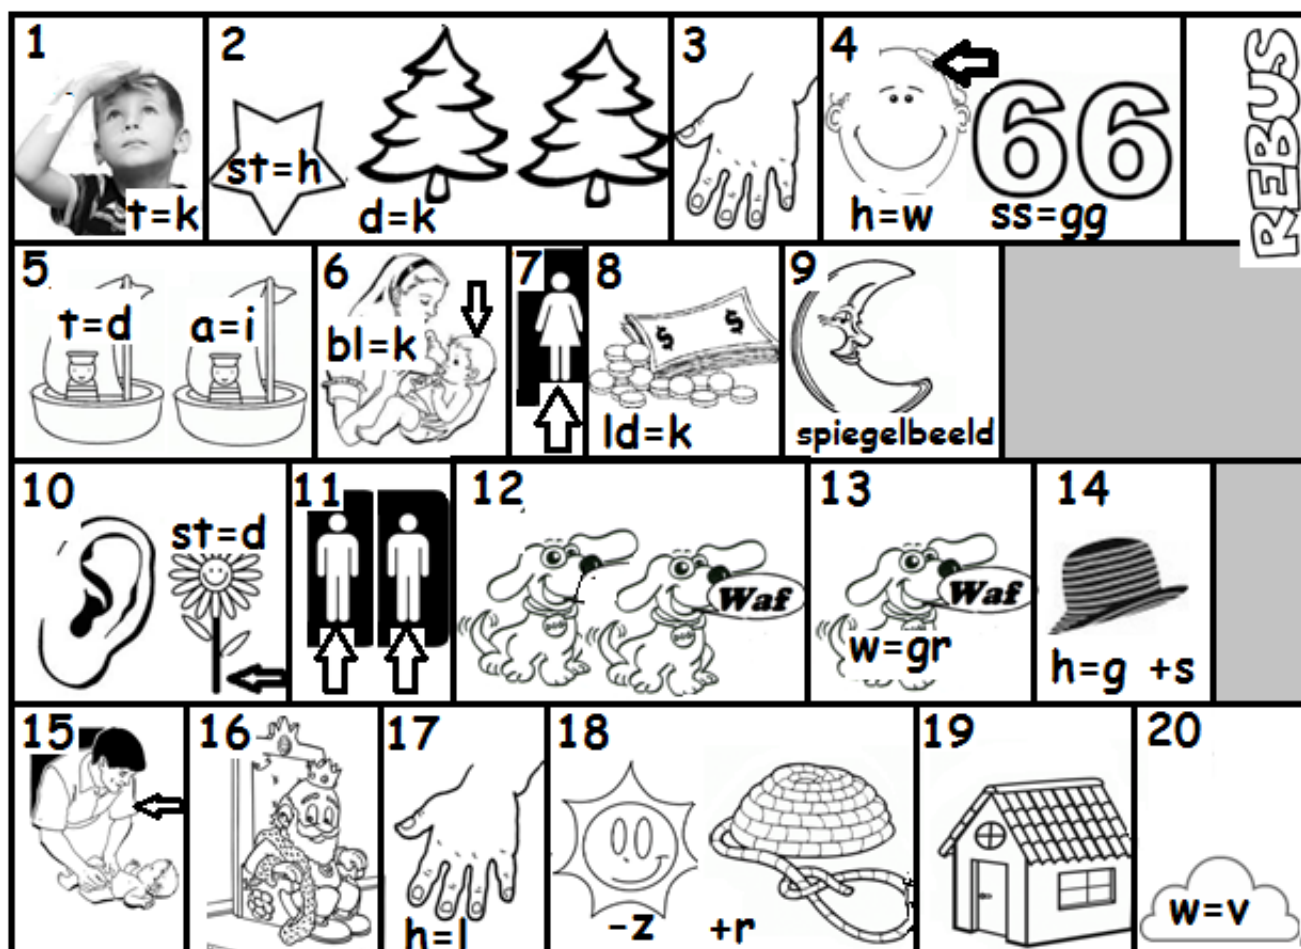 1
t=k
2
st=h
d=k
3
4
h=w
66
ss=gg
REBUS
5
t=d
a=i
6
bl=k
7
8
$ $
ld=k
9
spiegelbeeld
10
st=d
11
12
Waf
13
Waf
w=gr
14
h=g +s
15
16
17
h=l
18
-z +r
19
20
w=v